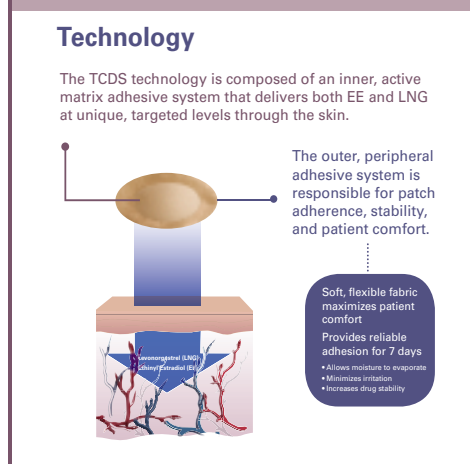 Technology
The TCDS technology is composed of an inner, active
matrix adhesive system that delivers both EE and LNG
at unique, targeted levels through the skin.
The outer, peripheral
adhesive system is
responsible for patch
adherence, stability,
and patient comfort.
Soft, flexible fabric
maximizes patient
comfort
Provides reliable
adhesion for 7 days
• Allows moisture to evaporate
• Minimizes irritation
• Increases drug stability
Levonorgestrel (LNG)
Ethinyl Estradiol (EE)